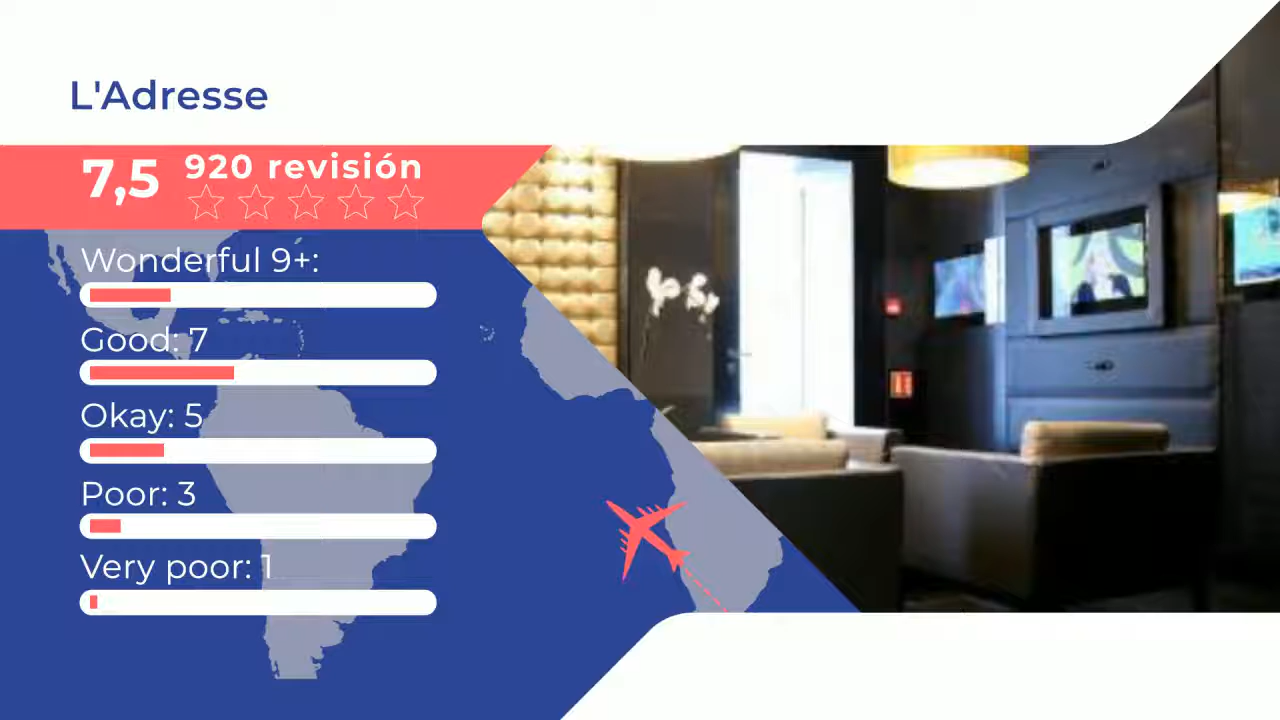 L'Adresse
7,5
920 revisión
Wonderful 9+:
Good: 7
Okay: 5
Poor: 3
Very poor: 1